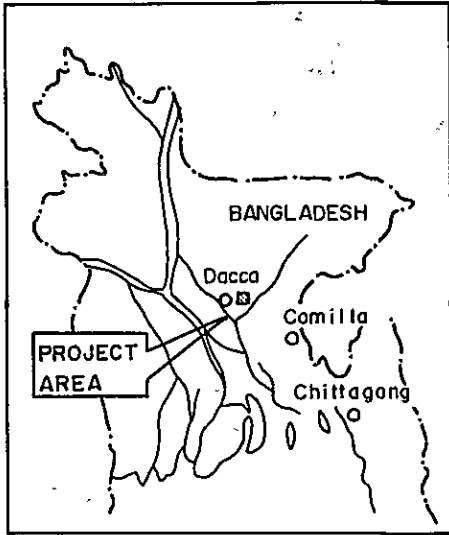 BANGLADESH
Dacca
Comilla
PROJECT
AREA
Chittagong